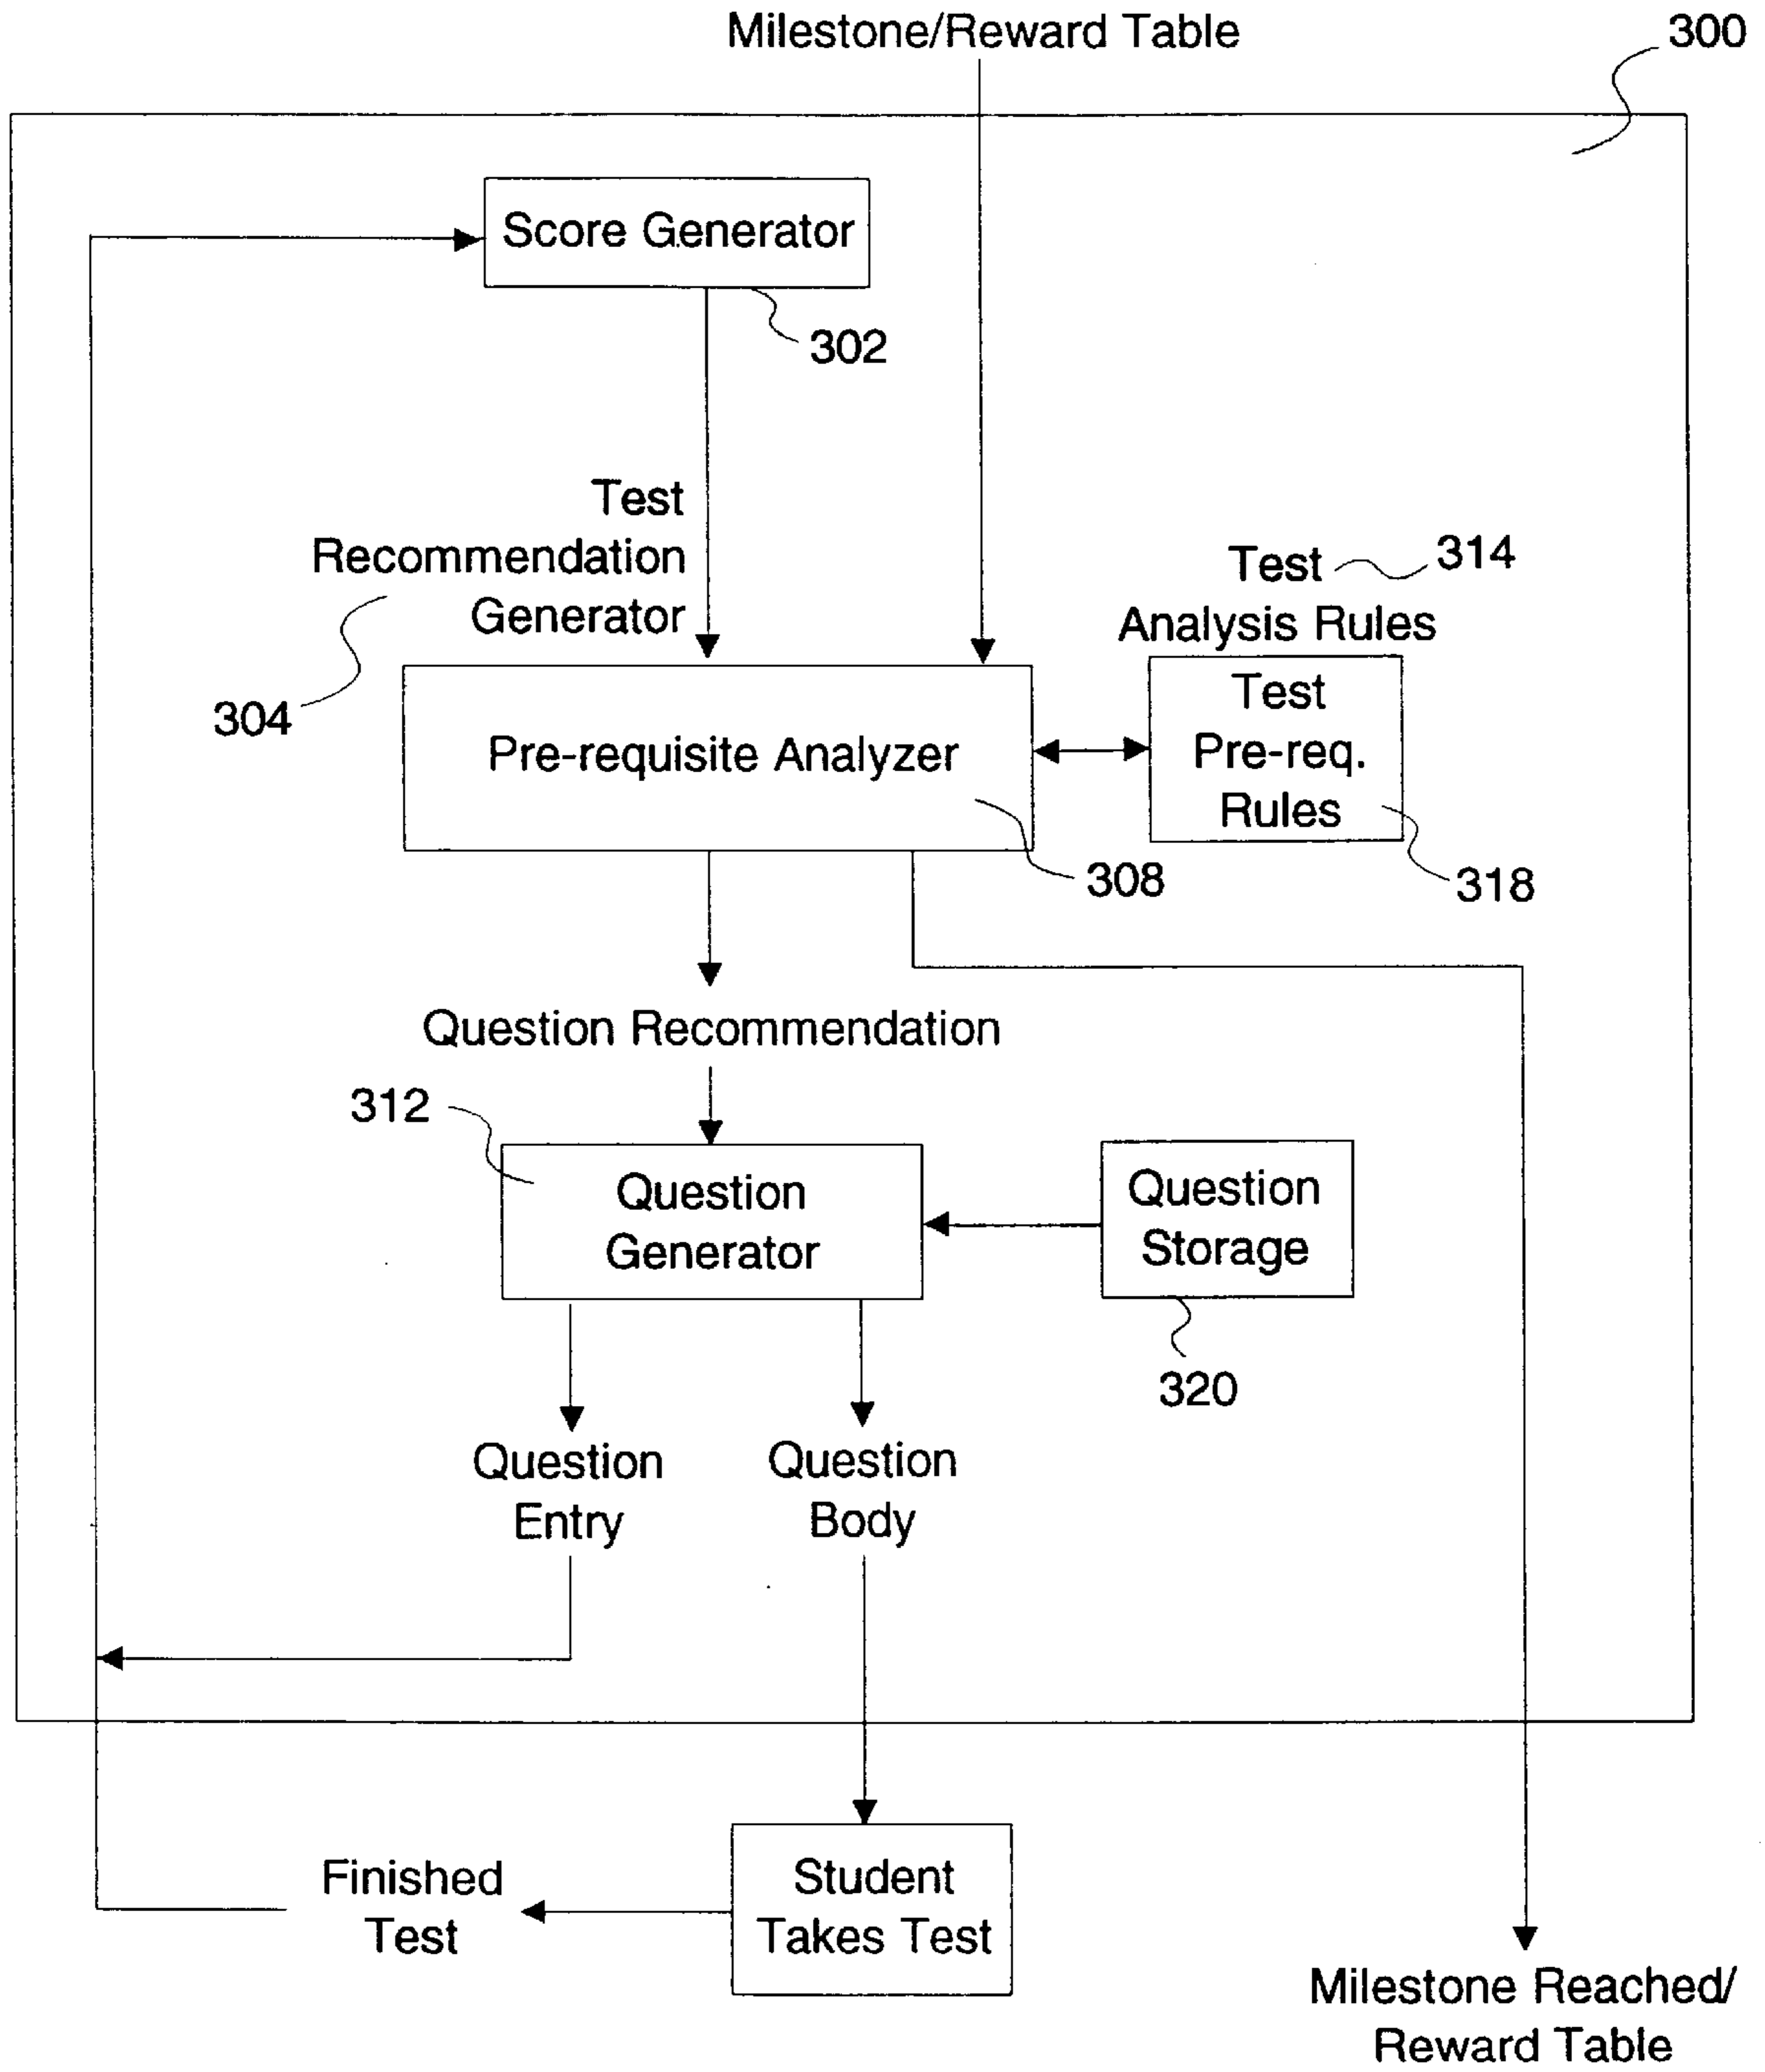 Milestone/Reward Table
300
Score Generator
302
Test
Recommendation
Generator
304
Test
314
Analysis Rules
Test
Pre-req.
Rules
318
Pre-requisite Analyzer
308
Question Recommendation
312
Question
Generator
Question
Storage
320
Question
Entry
Question
Body
Finished
Test
Student
Takes Test
Milestone Reached/
Reward Table